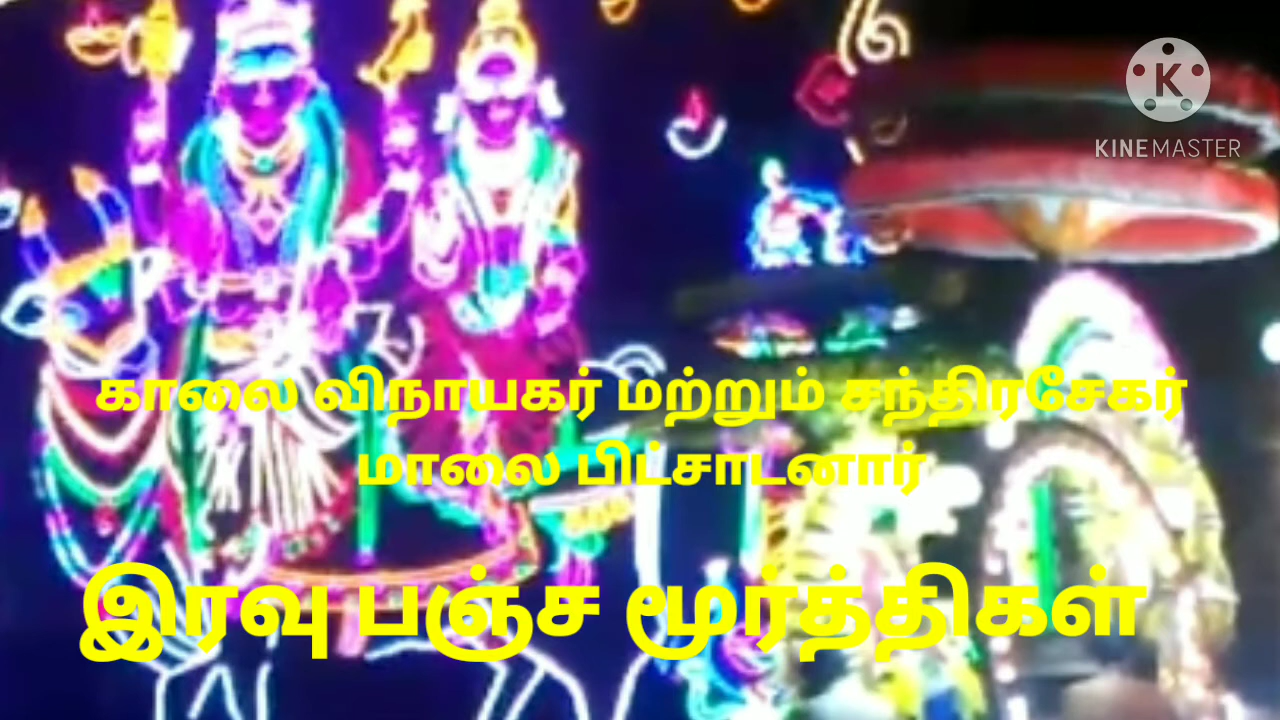 KINEMASTER
காலை விநாயகர் மற்றும் சந்திரசேகர்
மாலை பிட்சாடனார்
இரவு பஞ்ச மூர்த்திகள்